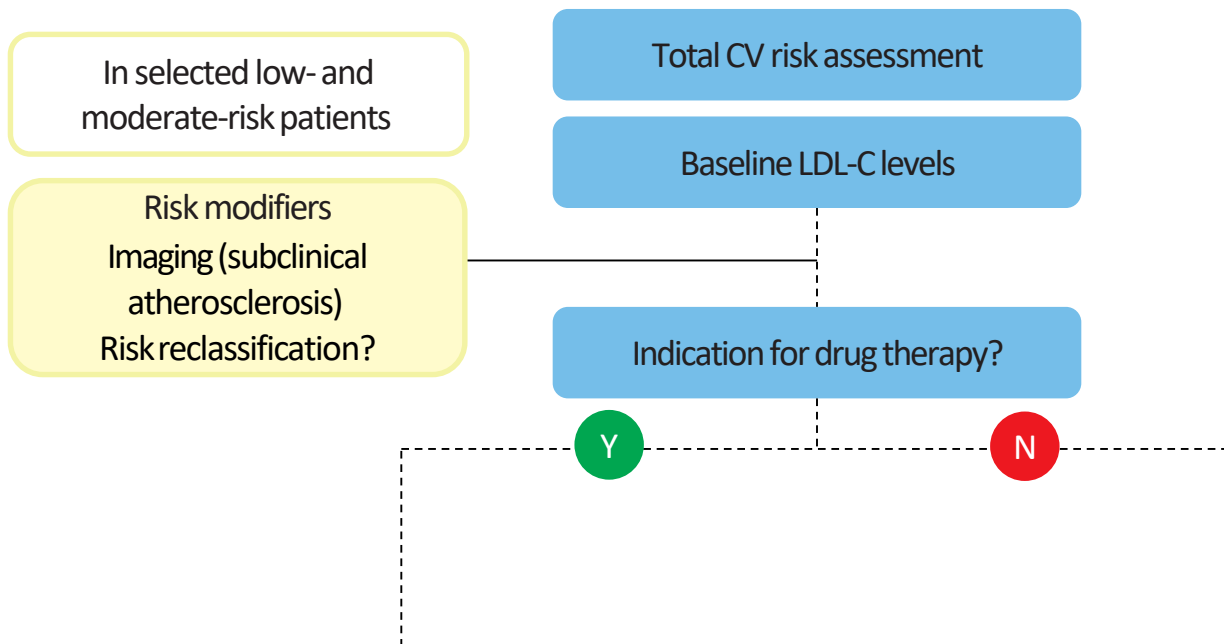 In selected low- and
moderate-risk patients
Total CV risk assessment
Baseline LDL-C levels
Risk modifiers
Imaging (subclinical
atherosclerosis)
Risk reclassification?
Indication for drug therapy?
Y
N